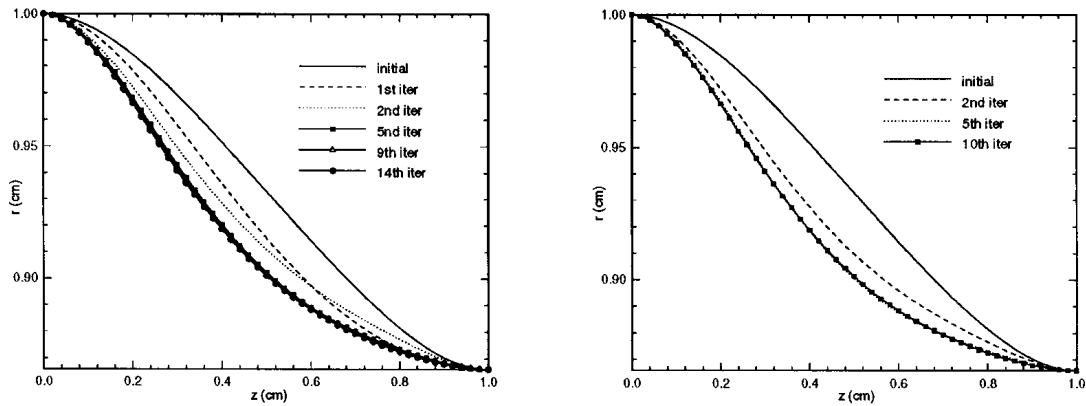 1.00
0.95
0.90
r (cm)
initial
1st iter
2nd iter
5nd iter
9th iter
14th iter
0.0 0.2 0.4 0.6 0.8 1.0
z (cm)
1.00
0.95
0.90
r (cm)
initial
2nd iter
5th iter
10th iter
0.0 0.2 0.4 0.6 0.8 1.0
z (cm)